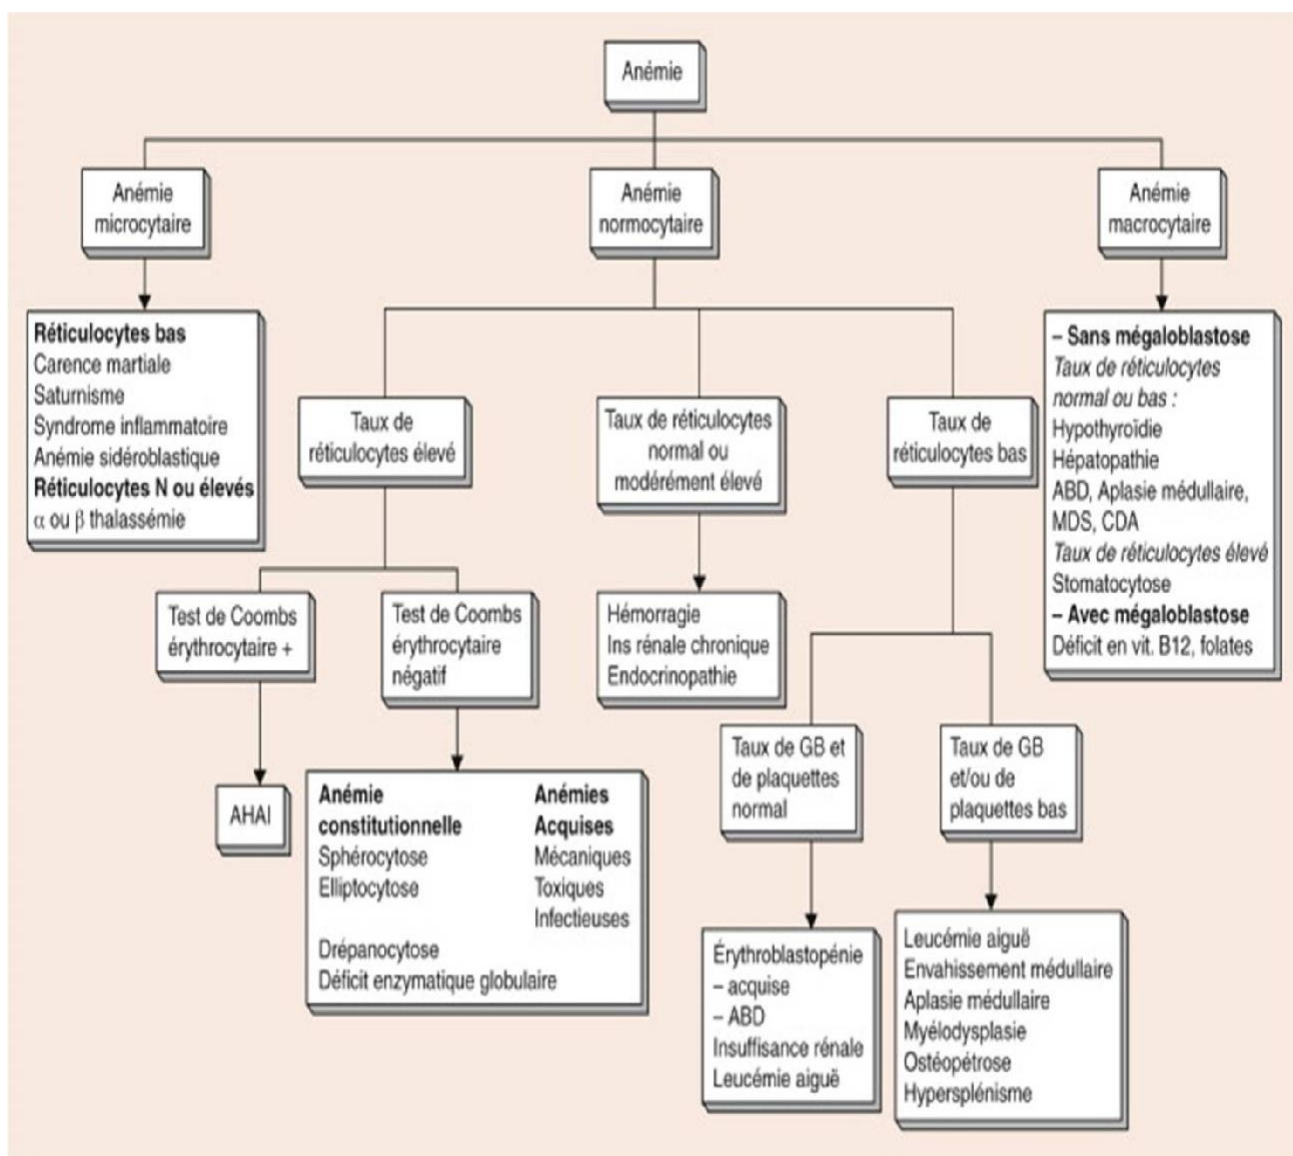 Anémie
Anémie
microcytaire
Anémie
normocytaire
Anémie
macrocytaire
Réticulocytes bas
Carence martiale
Saturnisme
Syndrome inflammatoire
Anémie sidéroblastique
Réticulocytes N ou élevés
α ou β thalassémie
Taux de
réticulocytes élevé
Taux de réticulocytes
normal ou
modérément élevé
Taux de
réticulocytes bas
– Sans mégaloblastose
Taux de réticulocytes
normal ou bas :
Hypothyroïdie
Hépatopathie
ABD, Aplasie médullaire,
MDS, CDA
Taux de réticulocytes élevé
Stomatocytose
– Avec mégaloblastose
Déficit en vit. B12, folates
Test de Coombs
érythrocytaire +
Test de Coombs
érythrocytaire
négatif
Hémorragie
Ins rénale chronique
Endocrinopathie
AHAI
Anémie
constitutionnelle
Sphérocytose
Elliptocytose
Drépanocytose
Déficit enzymatique globulaire
Anémies
Acquises
Mécaniques
Toxiques
Infectieuses
Taux de GB et
de plaquettes
normal
Taux de GB
et/ou de
plaquettes bas
Érythroblastopénie
– acquise
– ABD
Insuffisance rénale
Leucémie aiguë
Leucémie aiguë
Envahissement médullaire
Aplasie médullaire
Myélodysplasie
Ostéopétrose
Hypersplénisme